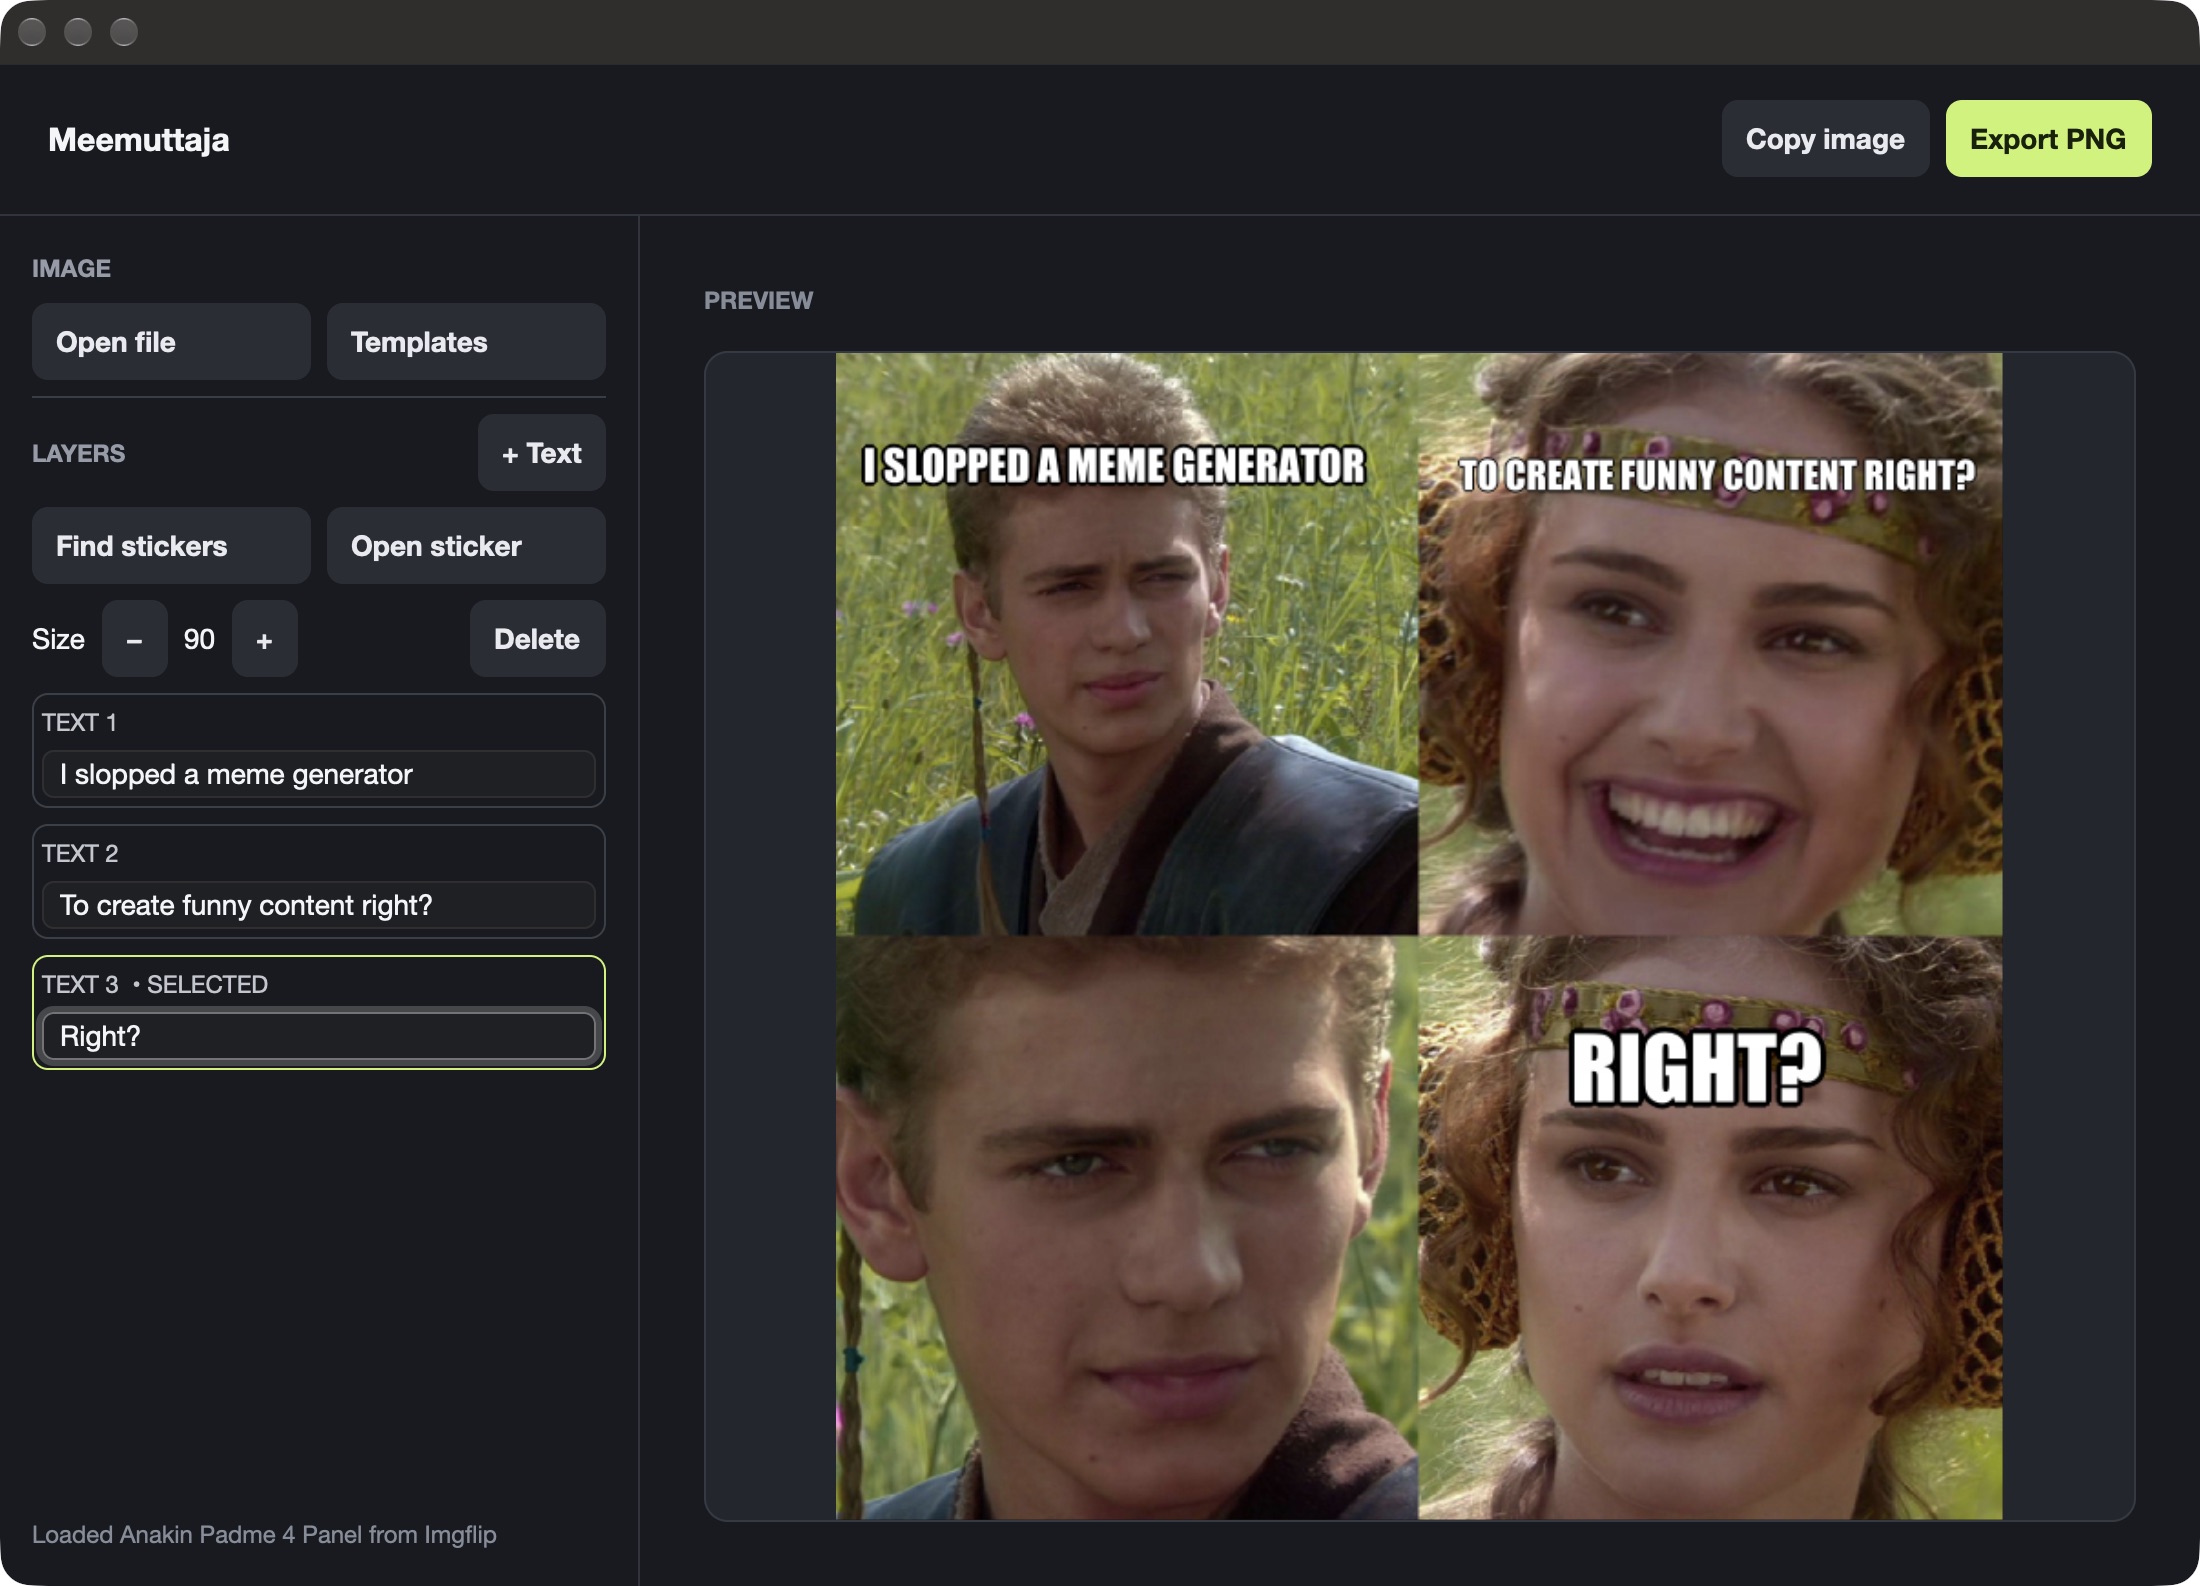 Meemuttaja
Copy image
Export PNG
IMAGE
Open file
Templates
LAYERS
+ Text
Find stickers
Open sticker
Size
–
90
+
Delete
TEXT 1
I slopped a meme generator
TEXT 2
To create funny content right?
TEXT 3 • SELECTED
Right?
Loaded Anakin Padme 4 Panel from Imgflip
PREVIEW
I SLOPPED A MEME GENERATOR
TO CREATE FUNNY CONTENT RIGHT?
RIGHT?